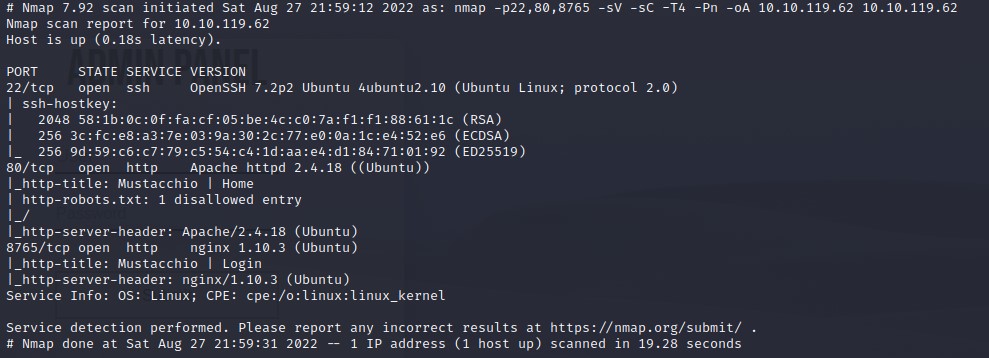 # Nmap 7.92 scan initiated Sat Aug 27 21:59:12 2022 as: nmap -p22,80,8765 -sV -sC -T4 -Pn -oA 10.10.119.62 10.10.119.62
Nmap scan report for 10.10.119.62
Host is up (0.18s latency).
ADMIN PANEL
PORT     STATE SERVICE VERSION
22/tcp   open  ssh     OpenSSH 7.2p2 Ubuntu 4ubuntu2.10 (Ubuntu Linux; protocol 2.0)
| ssh-hostkey:
|   2048 58:1b:0c:0f:fa:cf:05:be:4c:c0:7a:f1:f1:88:61:1c (RSA)
|   256 3c:fc:e8:a3:7e:03:9a:30:2c:77:e0:0a:1c:e4:52:e6 (ECDSA)
|_  256 9d:59:c6:c7:79:c5:54:c4:1d:aa:e4:d1:84:71:01:92 (ED25519)
80/tcp   open  http    Apache httpd 2.4.18 ((Ubuntu))
|_http-title: Mustacchio | Home
| http-robots.txt: 1 disallowed entry
|_/
|_http-server-header: Apache/2.4.18 (Ubuntu)
8765/tcp open  http    nginx 1.10.3 (Ubuntu)
|_http-title: Mustacchio | Login
|_http-server-header: nginx/1.10.3 (Ubuntu)
Service Info: OS: Linux; CPE: cpe:/o:linux:linux_kernel
Service detection performed. Please report any incorrect results at https://nmap.org/submit/ .
# Nmap done at Sat Aug 27 21:59:31 2022 -- 1 IP address (1 host up) scanned in 19.28 seconds